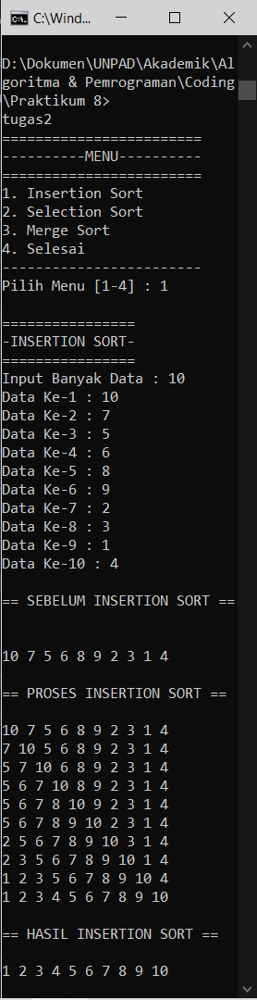 C:\Wind...
D:\Dokumen\UNPAD\Akademik\Al
goritma & Pemrograman\Coding
\Praktikum 8>
tugas2
========================
----------MENU----------
========================
1. Insertion Sort
2. Selection Sort
3. Merge Sort
4. Selesai
------------------------
Pilih Menu [1-4] : 1
================
-INSERTION SORT-
================
Input Banyak Data : 10
Data Ke-1 : 10
Data Ke-2 : 7
Data Ke-3 : 5
Data Ke-4 : 6
Data Ke-5 : 8
Data Ke-6 : 9
Data Ke-7 : 2
Data Ke-8 : 3
Data Ke-9 : 1
Data Ke-10 : 4
== SEBELUM INSERTION SORT ==
10 7 5 6 8 9 2 3 1 4
== PROSES INSERTION SORT ==
10 7 5 6 8 9 2 3 1 4
7 10 5 6 8 9 2 3 1 4
5 7 10 6 8 9 2 3 1 4
5 6 7 10 8 9 2 3 1 4
5 6 7 8 10 9 2 3 1 4
5 6 7 8 9 10 2 3 1 4
2 5 6 7 8 9 10 3 1 4
2 3 5 6 7 8 9 10 1 4
1 2 3 5 6 7 8 9 10 4
1 2 3 4 5 6 7 8 9 10
== HASIL INSERTION SORT ==
1 2 3 4 5 6 7 8 9 10